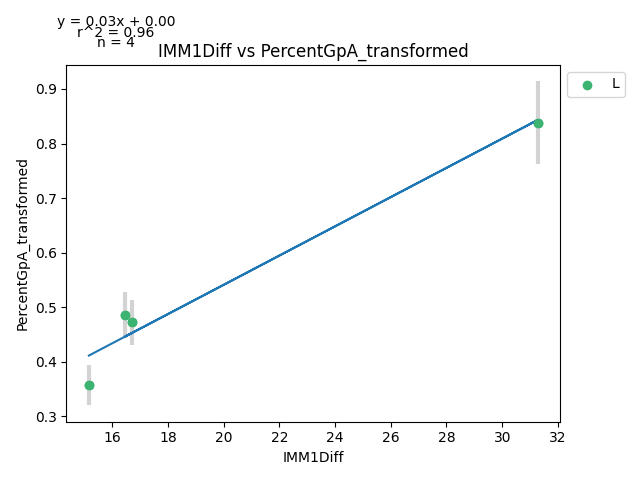 y = 0.03x + 0.00
r^2 = 0.96
n = 4
IMM1Diff vs PercentGpA_transformed
L
PercentGpA_transformed
0.9
0.8
0.7
0.6
0.5
0.4
0.3
16 18 20 22 24 26 28 30 32
IMM1Diff